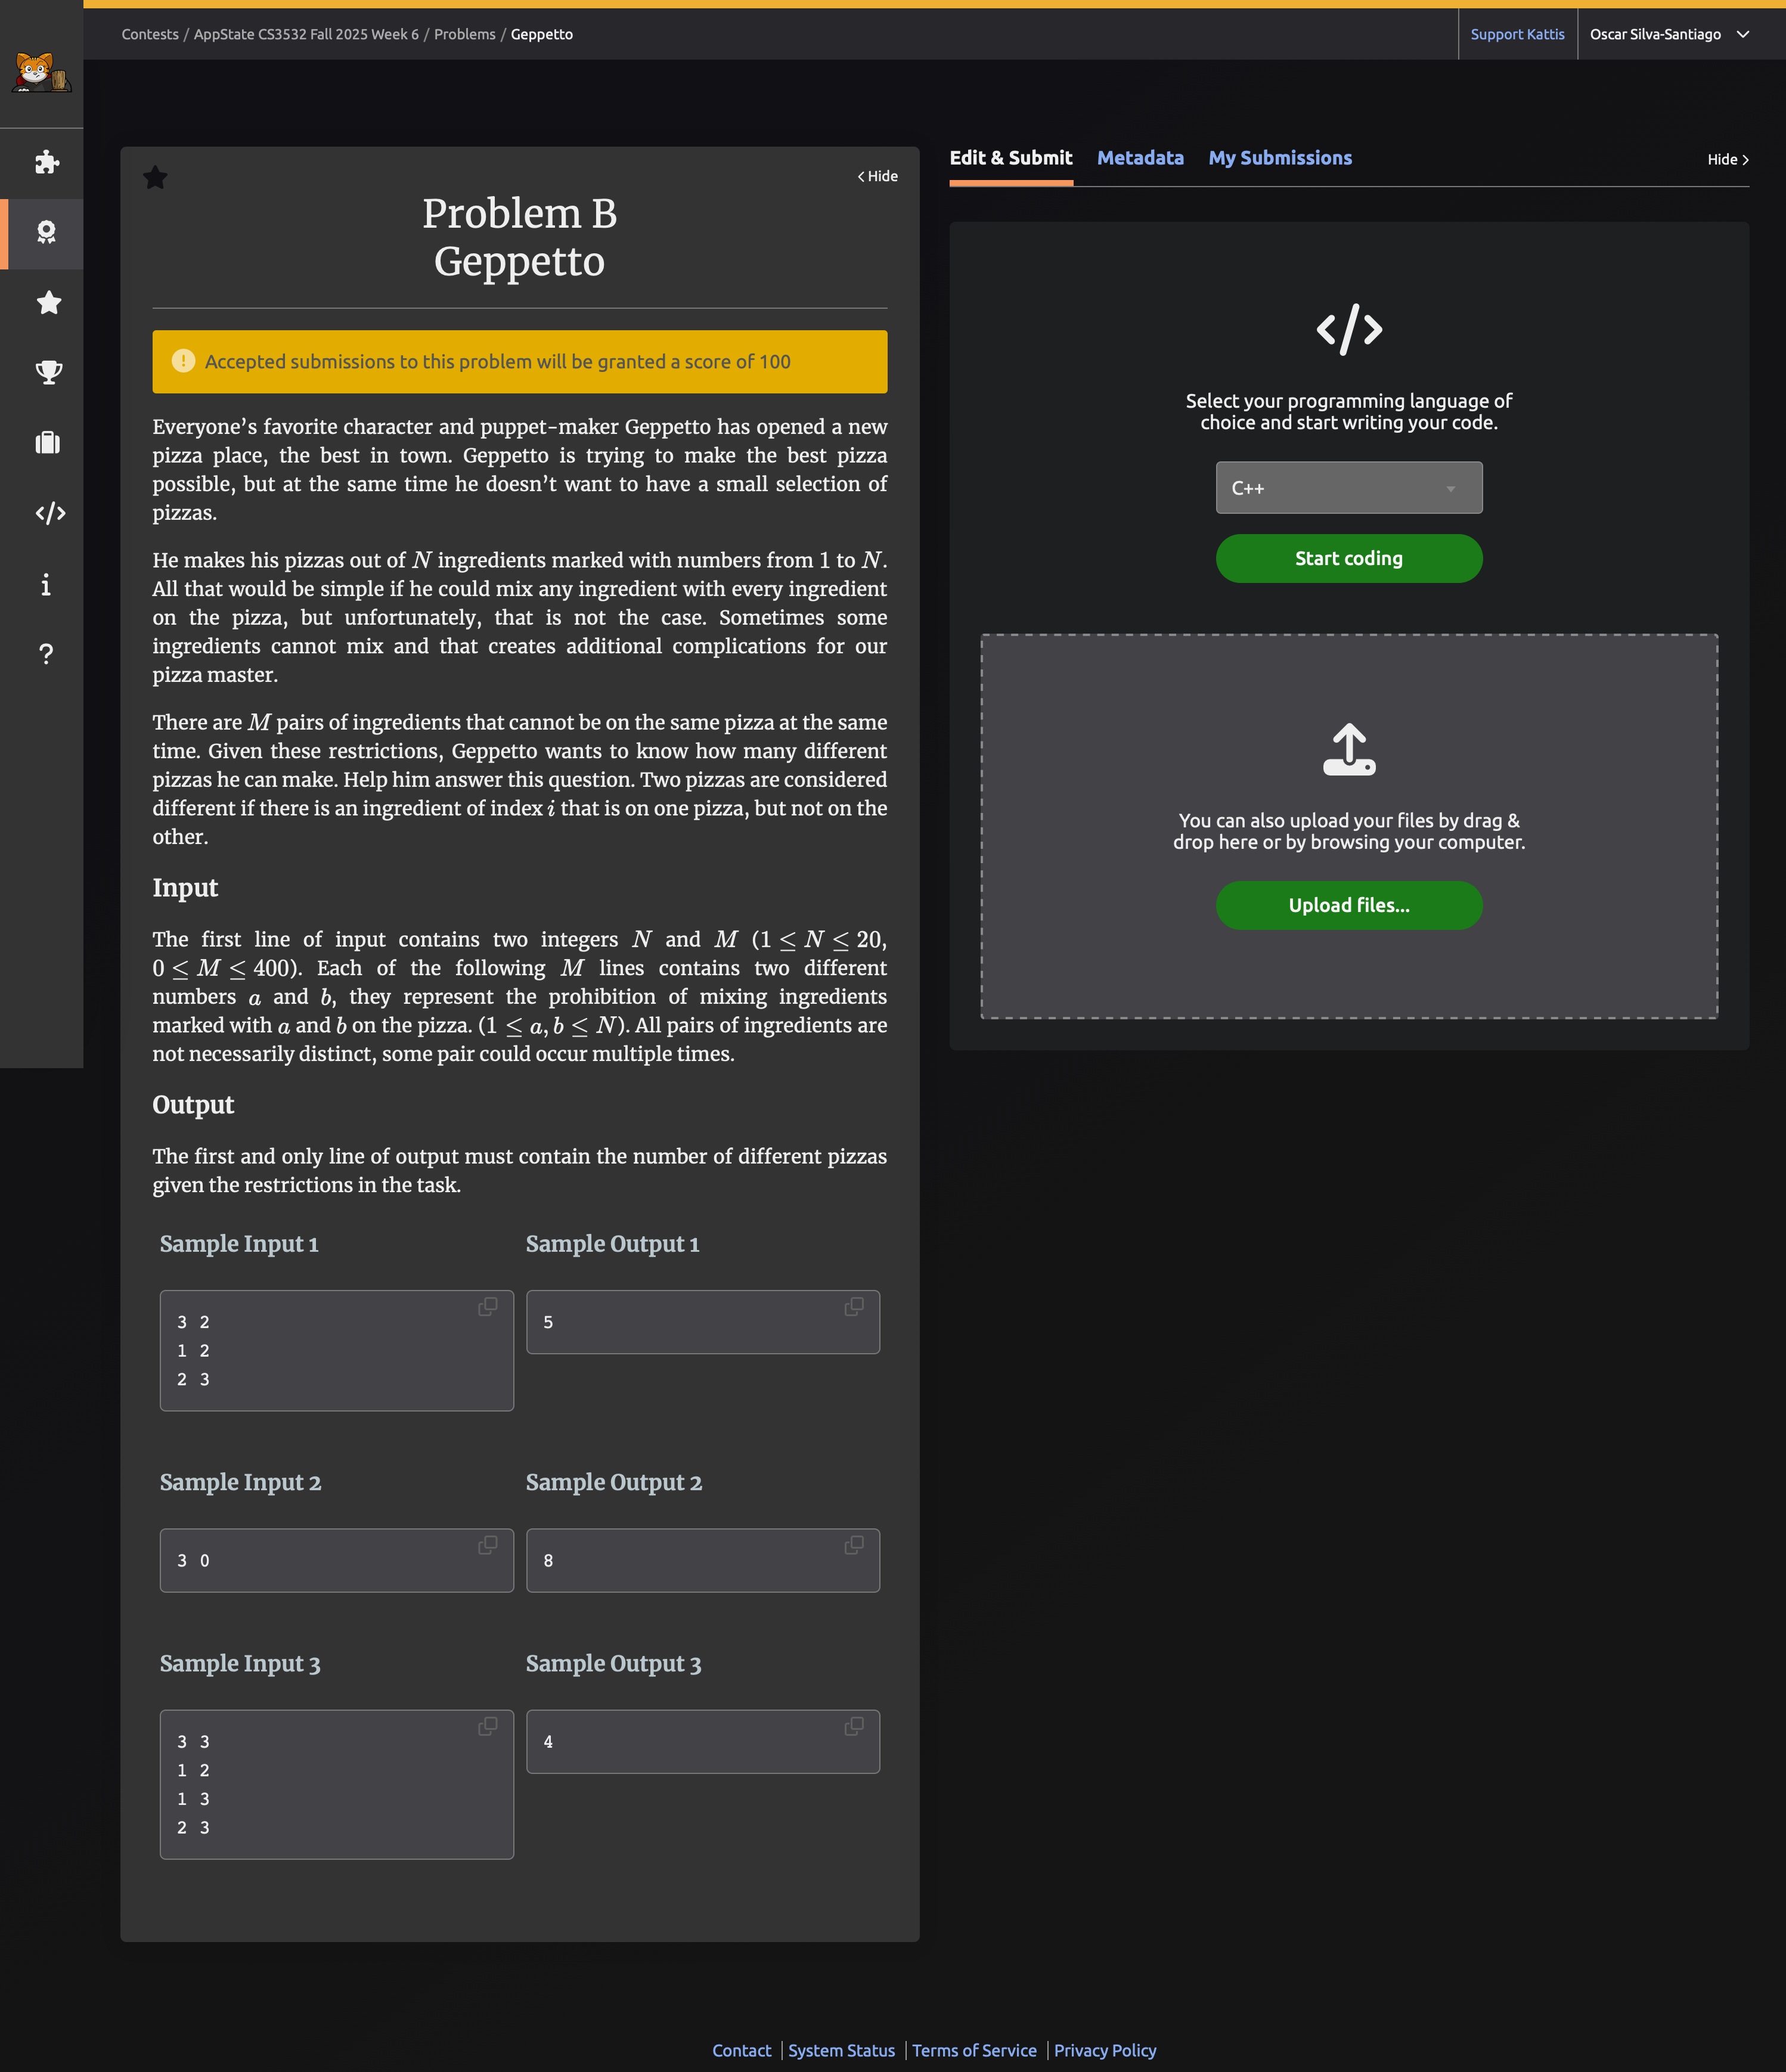 Contests / AppState CS3532 Fall 2025 Week 6 / Problems / Geppetto
Support Kattis
Oscar Silva-Santiago
Hide
Problem B
Geppetto
Accepted submissions to this problem will be granted a score of 100
Everyone’s favorite character and puppet-maker Geppetto has opened a new
pizza place, the best in town. Geppetto is trying to make the best pizza
possible, but at the same time he doesn’t want to have a small selection of
pizzas.
He makes his pizzas out of N ingredients marked with numbers from 1 to N.
All that would be simple if he could mix any ingredient with every ingredient
on the pizza, but unfortunately, that is not the case. Sometimes some
ingredients cannot mix and that creates additional complications for our
pizza master.
There are M pairs of ingredients that cannot be on the same pizza at the same
time. Given these restrictions, Geppetto wants to know how many different
pizzas he can make. Help him answer this question. Two pizzas are considered
different if there is an ingredient of index i that is on one pizza, but not on the
other.
Input
The first line of input contains two integers N and M (1 ≤ N ≤ 20,
0 ≤ M ≤ 400). Each of the following M lines contains two different
numbers a and b, they represent the prohibition of mixing ingredients
marked with a and b on the pizza. (1 ≤ a, b ≤ N). All pairs of ingredients are
not necessarily distinct, some pair could occur multiple times.
Output
The first and only line of output must contain the number of different pizzas
given the restrictions in the task.
Sample Input 1
Sample Output 1
3 2
1 2
2 3
5
Sample Input 2
Sample Output 2
3 0
8
Sample Input 3
Sample Output 3
3 3
1 2
1 3
2 3
4
Edit & Submit
Metadata
My Submissions
Hide
Select your programming language of
choice and start writing your code.
C++
Start coding
You can also upload your files by drag &
drop here or by browsing your computer.
Upload files...
Contact | System Status | Terms of Service | Privacy Policy